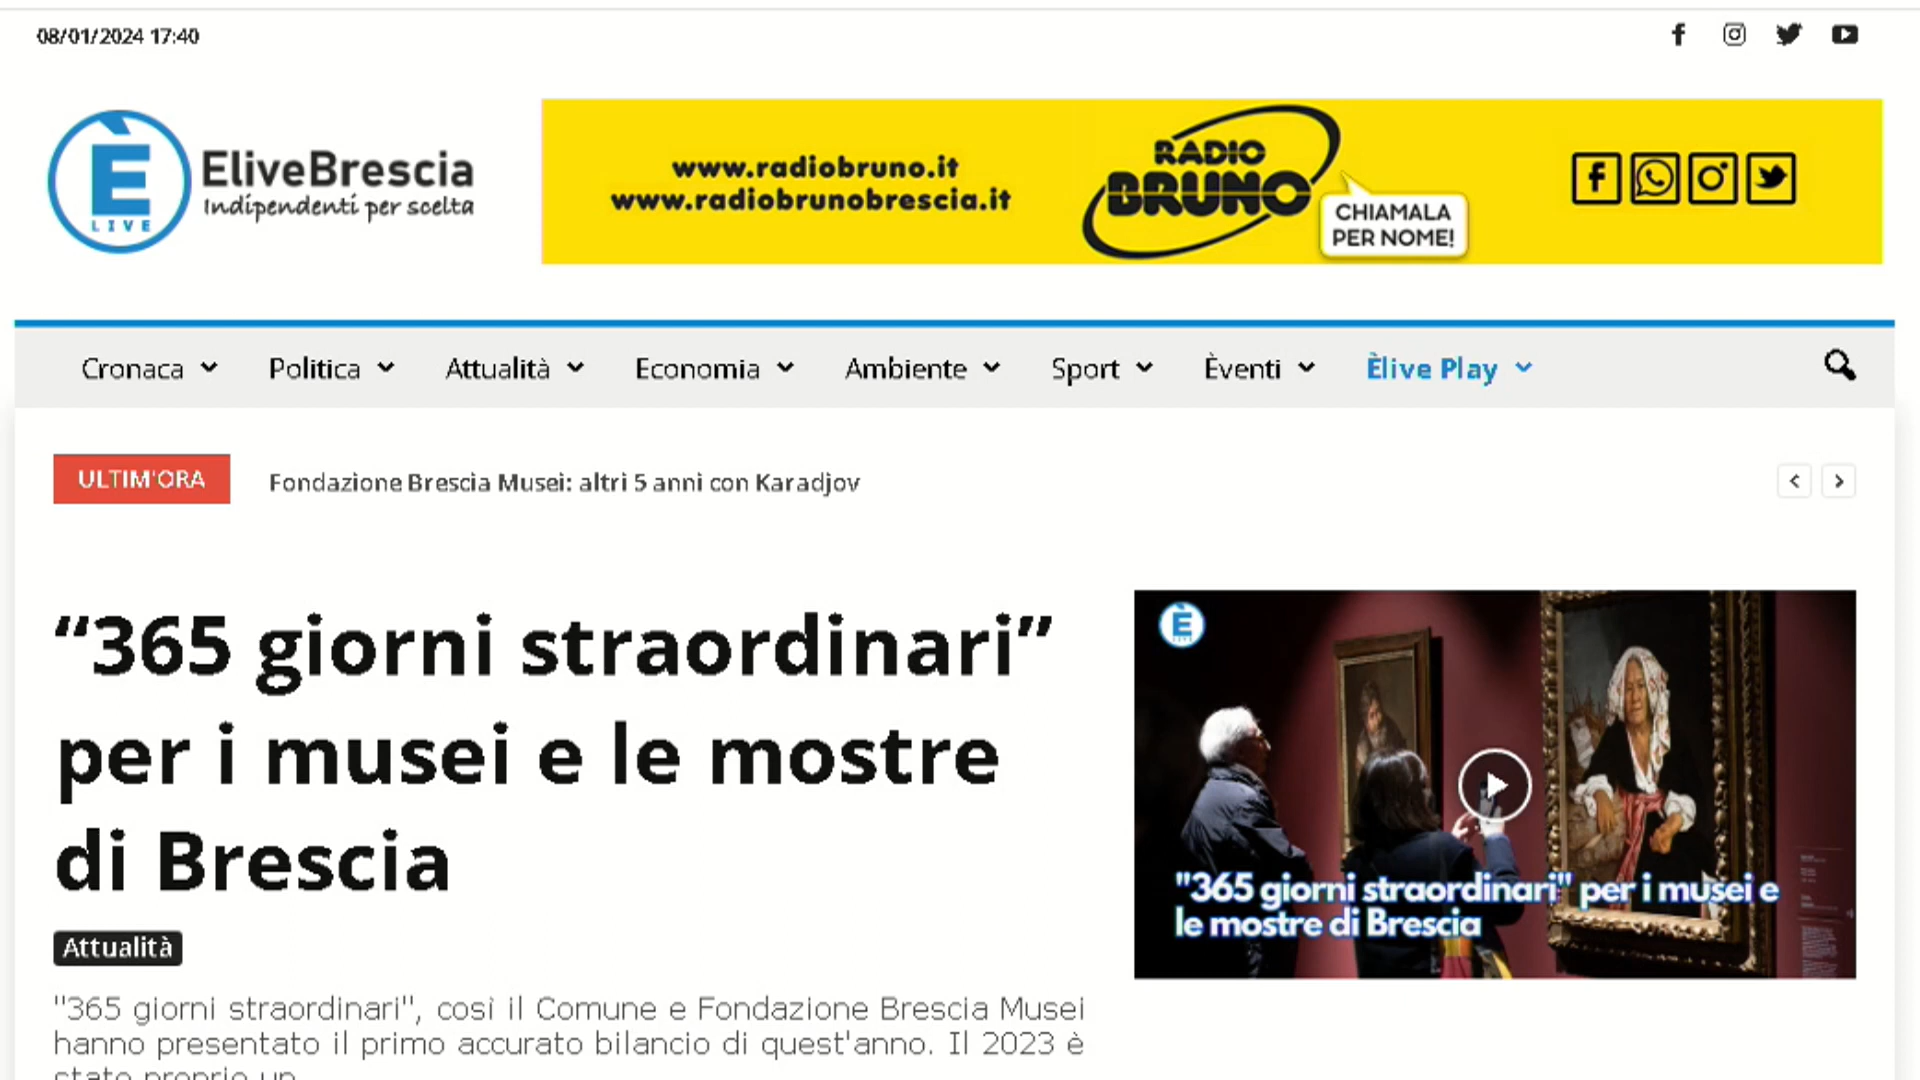 08/01/2024 17:40
È
LIVE
EliveBrescia
Indipendenti per scelta
www.radiobruno.it
www.radiobrunobrescia.it
RADIO
BRUNO
CHIAMALA
PER NOME!
Cronaca
Politica
Attualità
Economia
Ambiente
Sport
Èventi
Èlive Play
ULTIM'ORA
Fondazione Brescia Musei: altri 5 anni con Karadjov
“365 giorni straordinari”
per i musei e le mostre
di Brescia
È
"365 giorni straordinari" per i musei e
le mostre di Brescia
Attualità
"365 giorni straordinari", così il Comune e Fondazione Brescia Musei
hanno presentato il primo accurato bilancio di quest'anno. Il 2023 è
stato proprio un